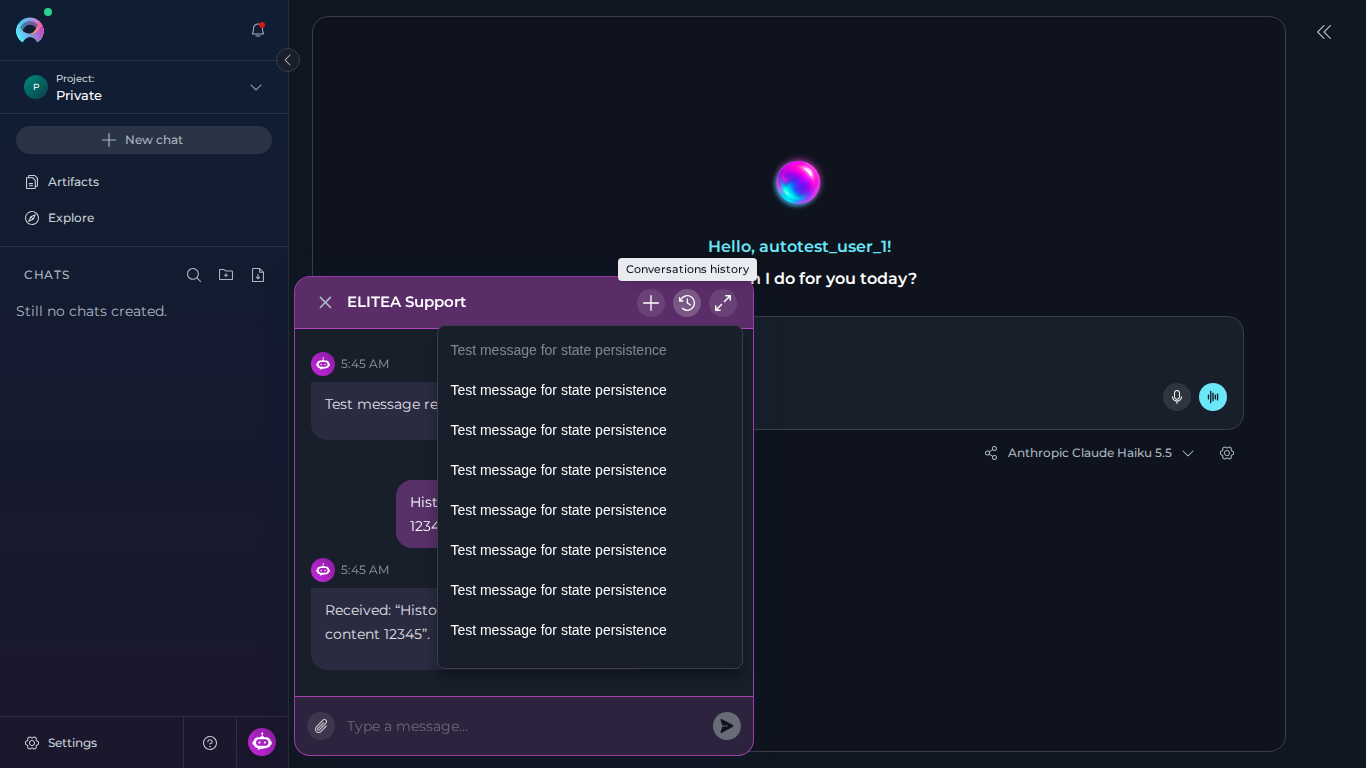 Project:
P
Private
New chat
Artifacts
Explore
CHATS
Still no chats created.
Settings
Hello, autotest_user_1!
I do for you today?
Conversations history
ELITEA Support
5:45 AM
Test message re
Hist
1234
5:45 AM
Received: “Histo
content 12345”.
Test message for state persistence
Test message for state persistence
Test message for state persistence
Test message for state persistence
Test message for state persistence
Test message for state persistence
Test message for state persistence
Test message for state persistence
Type a message...
Anthropic Claude Haiku 5.5